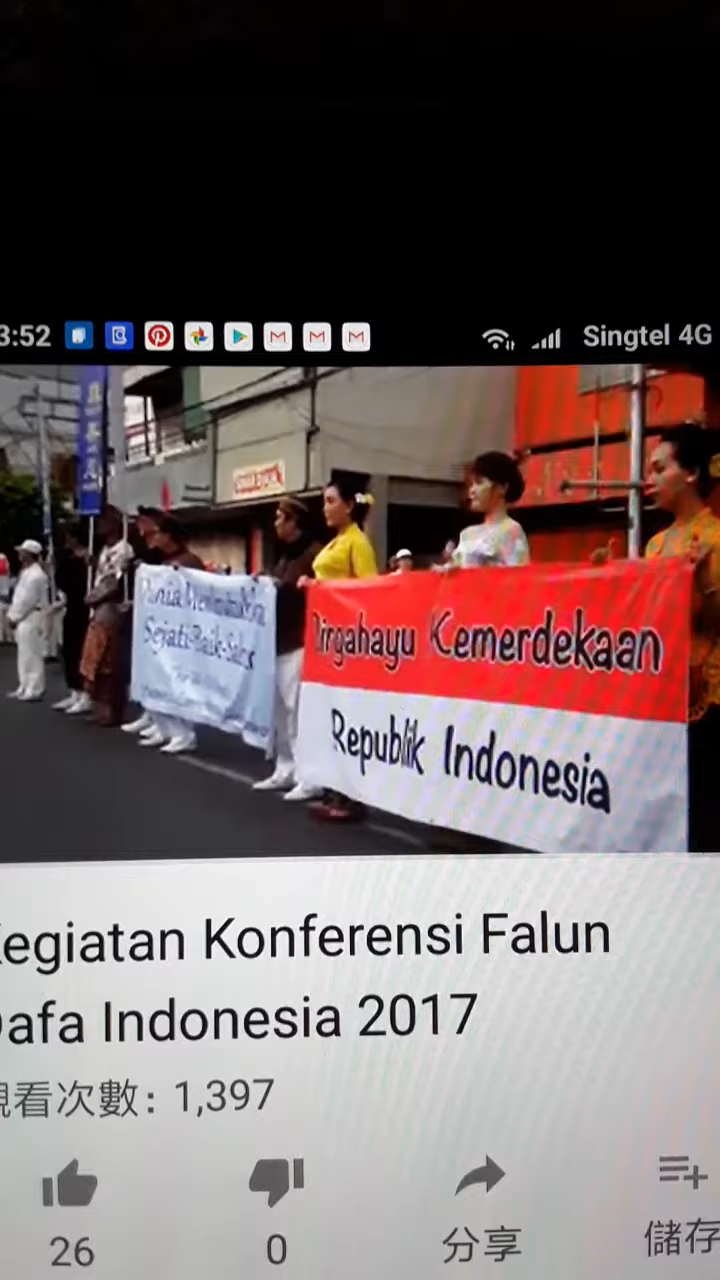 3:52 Singtel 4G
Sejati-Baik-Sabar
Dirgahayu Kemerdekaan
Republik Indonesia
Kegiatan Konferensi Falun
Dafa Indonesia 2017
觀看次數：1,397
26 0 分享 儲存